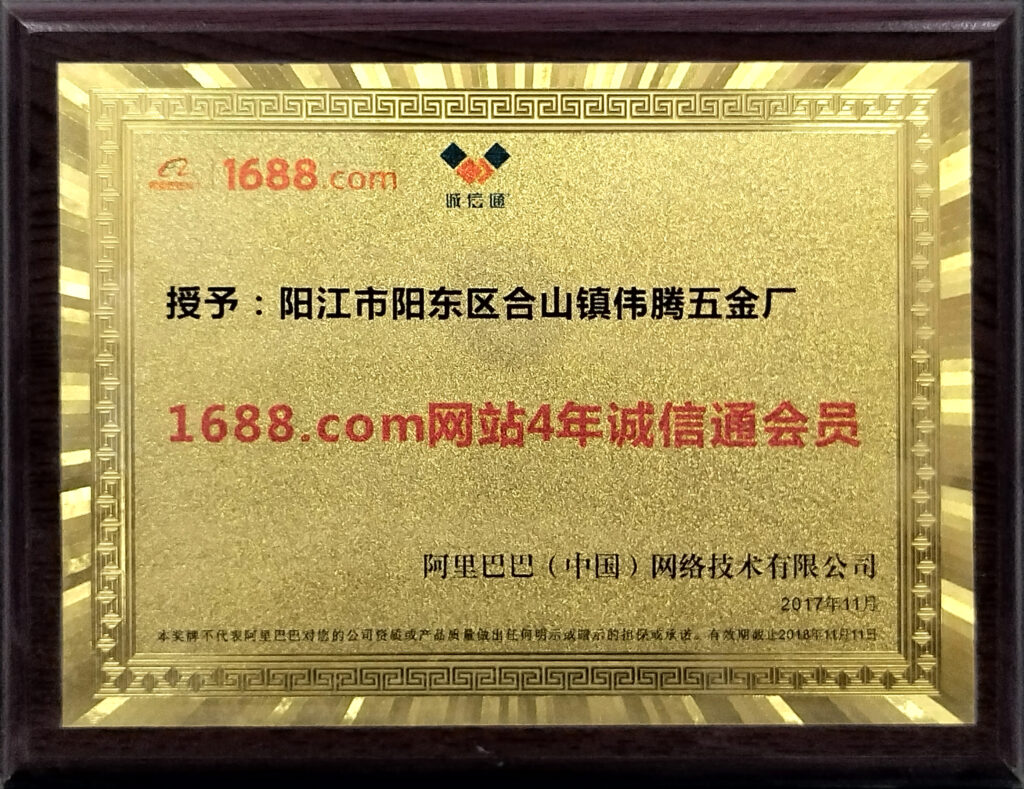 阿里巴巴 1688.com
诚信通
授予：阳江市阳东区合山镇伟腾五金厂
1688.com网站4年诚信通会员
阿里巴巴（中国）网络技术有限公司
2017年11月
本奖牌不代表阿里巴巴对您的公司资质或产品质量做出任何明示或暗示的担保或承诺。有效期截止2018年11月11日